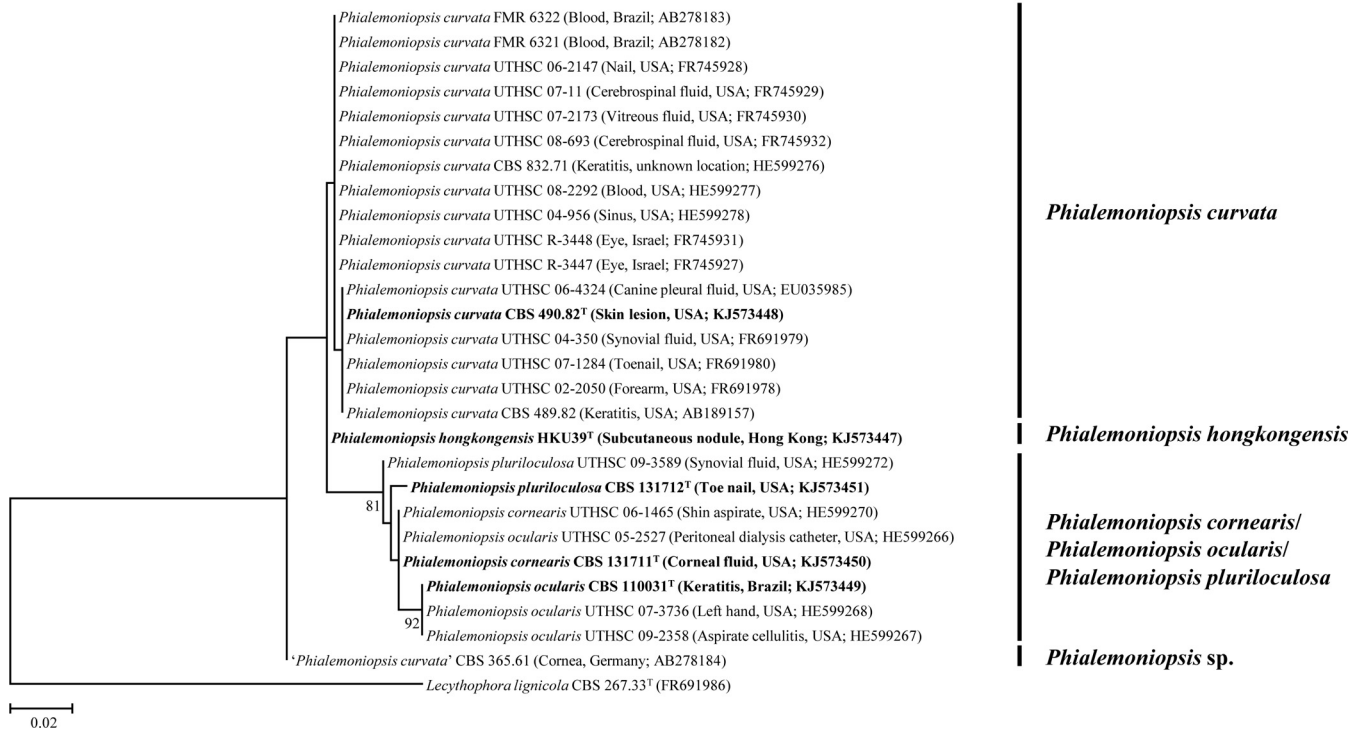 Phialemoniopsis curvata FMR 6322 (Blood, Brazil; AB278183)
Phialemoniopsis curvata FMR 6321 (Blood, Brazil; AB278182)
Phialemoniopsis curvata UTHSC 06-2147 (Nail, USA; FR745928)
Phialemoniopsis curvata UTHSC 07-11 (Cerebrospinal fluid, USA; FR745929)
Phialemoniopsis curvata UTHSC 07-2173 (Vitreous fluid, USA; FR745930)
Phialemoniopsis curvata UTHSC 08-693 (Cerebrospinal fluid, USA; FR745932)
Phialemoniopsis curvata CBS 832.71 (Keratitis, unknown location; HE599276)
Phialemoniopsis curvata UTHSC 08-2292 (Blood, USA; HE599277)
Phialemoniopsis curvata UTHSC 04-956 (Sinus, USA; HE599278)
Phialemoniopsis curvata UTHSC R-3448 (Eye, Israel; FR745931)
Phialemoniopsis curvata UTHSC R-3447 (Eye, Israel; FR745927)
Phialemoniopsis curvata UTHSC 06-4324 (Canine pleural fluid, USA; EU035985)
Phialemoniopsis curvata CBS 490.82ᵀ (Skin lesion, USA; KJ573448)
Phialemoniopsis curvata UTHSC 04-350 (Synovial fluid, USA; FR691979)
Phialemoniopsis curvata UTHSC 07-1284 (Toenail, USA; FR691980)
Phialemoniopsis curvata UTHSC 02-2050 (Forearm, USA; FR691978)
Phialemoniopsis curvata CBS 489.82 (Keratitis, USA; AB189157)
Phialemoniopsis hongkongensis HKU39ᵀ (Subcutaneous nodule, Hong Kong; KJ573447)
Phialemoniopsis pluriloculosa UTHSC 09-3589 (Synovial fluid, USA; HE599272)
Phialemoniopsis pluriloculosa CBS 131712ᵀ (Toe nail, USA; KJ573451)
Phialemoniopsis cornearis UTHSC 06-1465 (Shin aspirate, USA; HE599270)
Phialemoniopsis ocularis UTHSC 05-2527 (Peritoneal dialysis catheter, USA; HE599266)
Phialemoniopsis cornearis CBS 131711ᵀ (Corneal fluid, USA; KJ573450)
Phialemoniopsis ocularis CBS 110031ᵀ (Keratitis, Brazil; KJ573449)
Phialemoniopsis ocularis UTHSC 07-3736 (Left hand, USA; HE599268)
Phialemoniopsis ocularis UTHSC 09-2358 (Aspirate cellulitis, USA; HE599267)
'Phialemoniopsis curvata' CBS 365.61 (Cornea, Germany; AB278184)
Lecythophora lignicola CBS 267.33ᵀ (FR691986)
81
92
0.02
Phialemoniopsis curvata
Phialemoniopsis hongkongensis
Phialemoniopsis cornearis/
Phialemoniopsis ocularis/
Phialemoniopsis pluriloculosa
Phialemoniopsis sp.